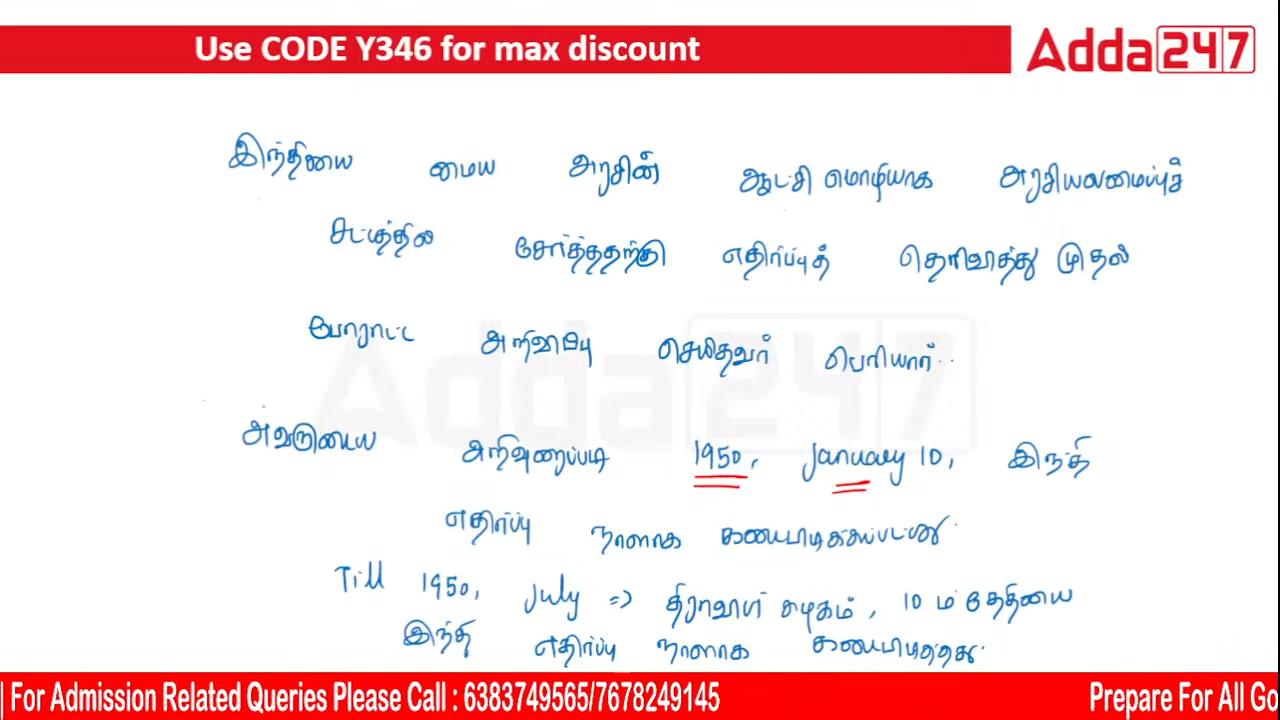 Use CODE Y346 for max discount
Adda247
இந்தியை மைய அரசின் ஆட்சி மொழியாக அரசியலமைப்புச்
சட்டத்தில் சேர்த்ததற்கு எதிர்ப்புத் தெரிவித்து முதல்
போராட்ட அறிவிப்பு செய்தவர் பெரியார்.
அவருடைய அறிவுரைப்படி 1950, January 10, இந்தி
எதிர்ப்பு நாளாக கடைபிடிக்கப்பட்டது.
Till 1950, July => திராவிடர் கழகம், 10ம் தேதியை
இந்தி எதிர்ப்பு நாளாக கடைபிடித்தது.
Adda247
For Admission Related Queries Please Call : 6383749565/7678249145
Prepare For All Go